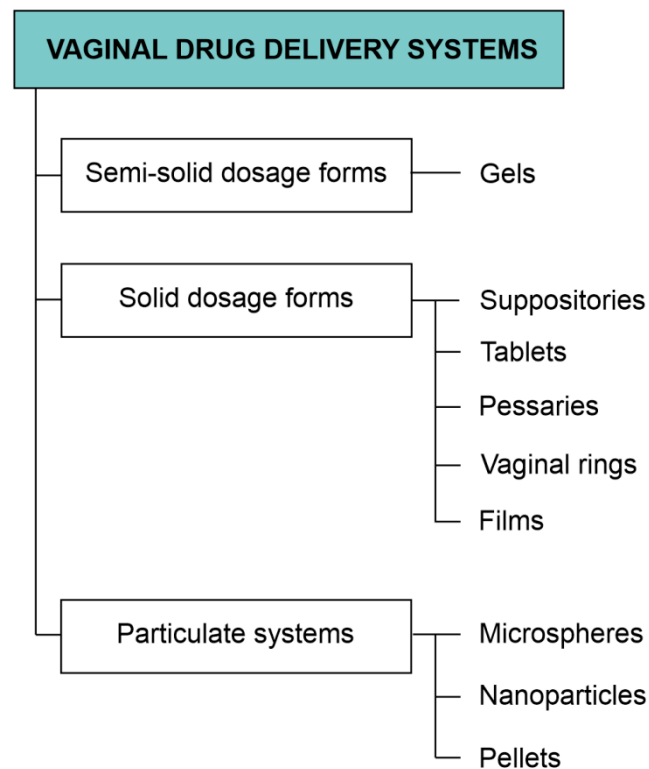 VAGINAL DRUG DELIVERY SYSTEMS
Semi-solid dosage forms
Gels
Solid dosage forms
Suppositories
Tablets
Pessaries
Vaginal rings
Films
Particulate systems
Microspheres
Nanoparticles
Pellets